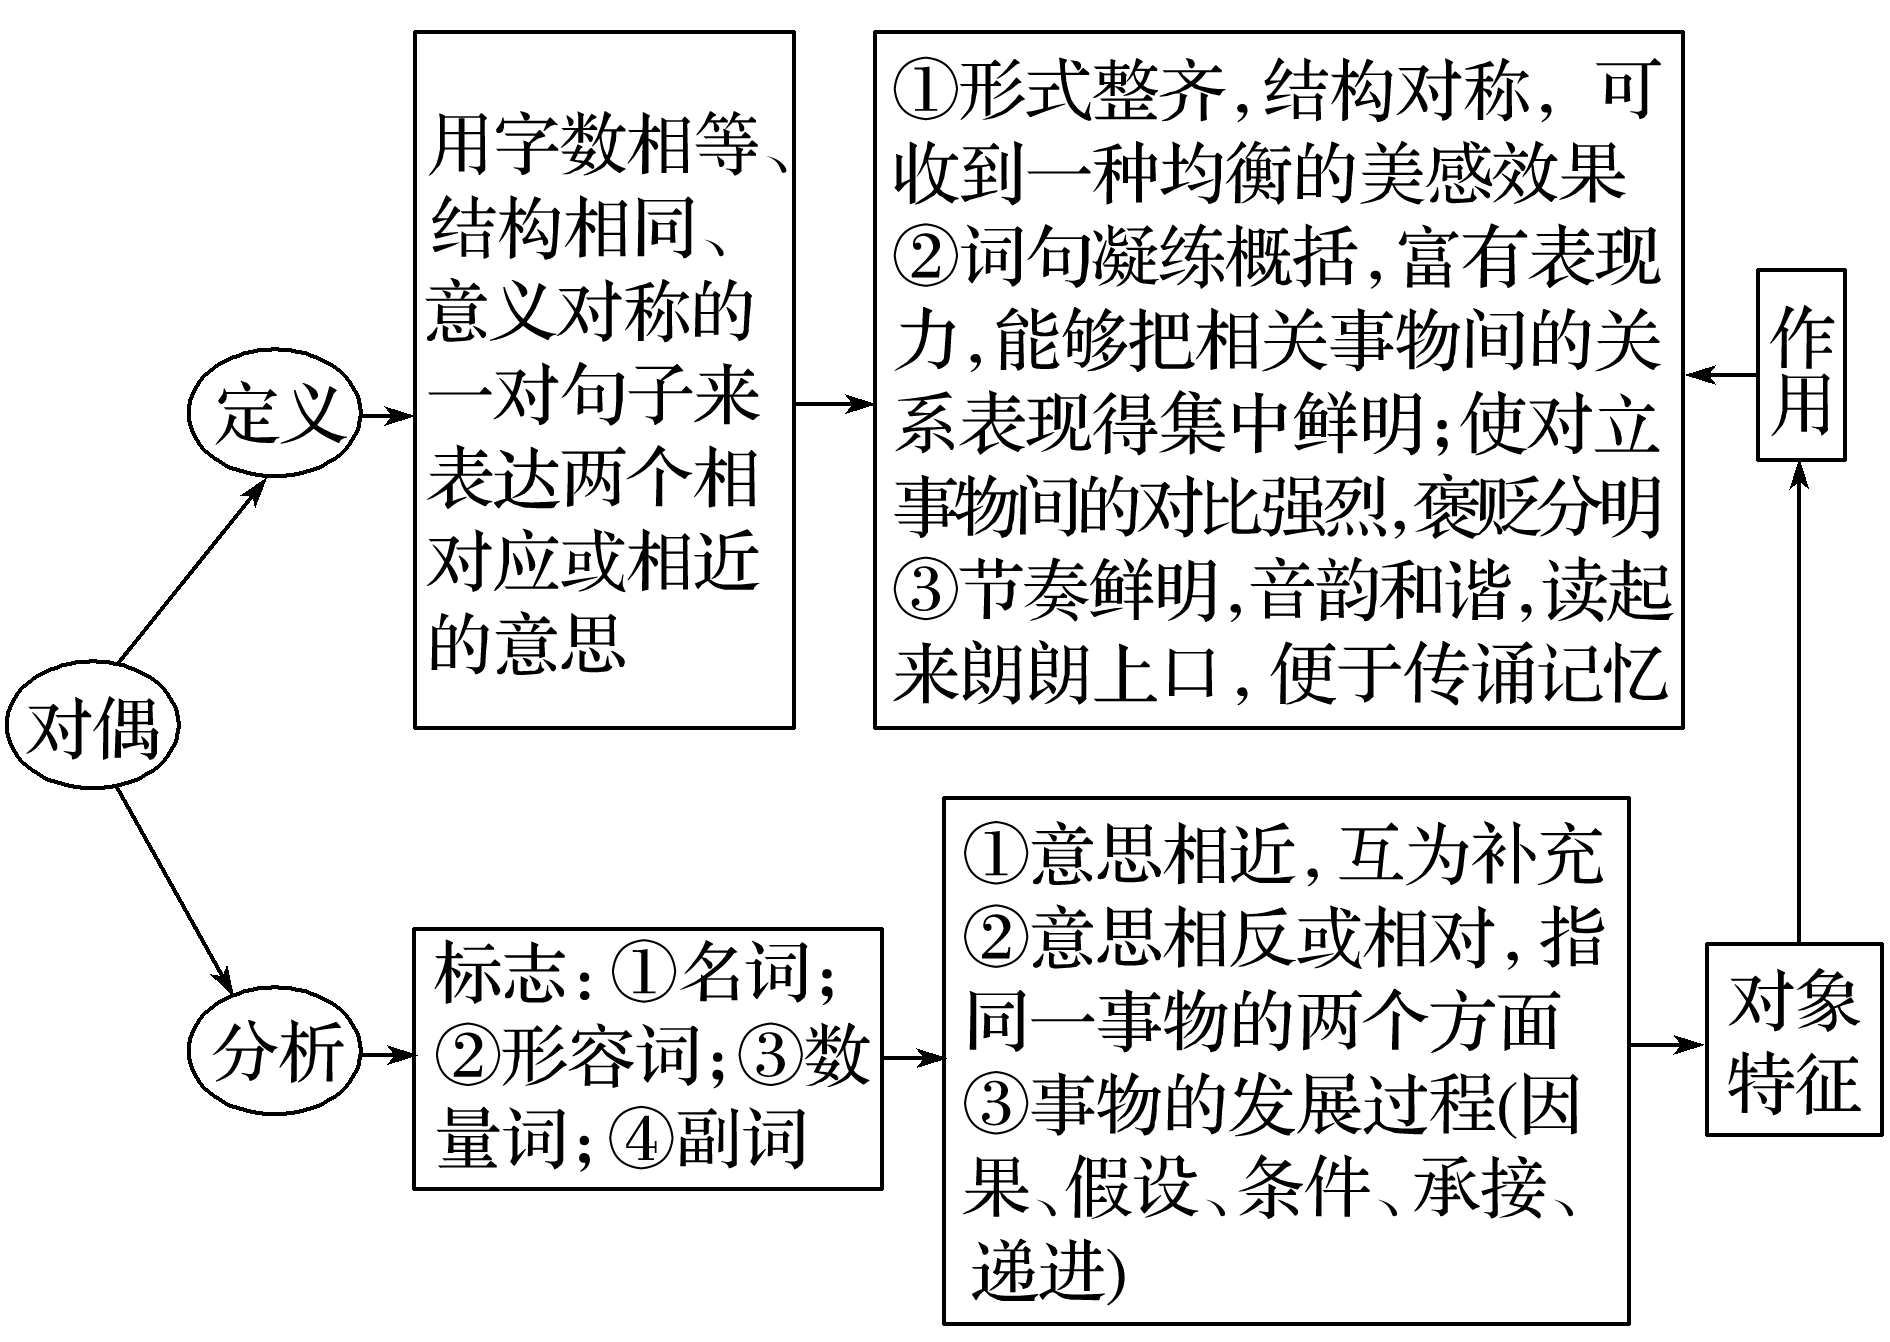 对偶
定义
用字数相等、
结构相同、
意义对称的
一对句子来
表达两个相
对应或相近
的意思
①形式整齐,结构对称,可
收到一种均衡的美感效果
②词句凝练概括,富有表现
力,能够把相关事物间的关
系表现得集中鲜明;使对立
事物间的对比强烈,褒贬分明
③节奏鲜明,音韵和谐,读起
来朗朗上口,便于传诵记忆
作
用
分析
标志:①名词;
②形容词;③数
量词;④副词
①意思相近,互为补充
②意思相反或相对,指
同一事物的两个方面
③事物的发展过程(因
果、假设、条件、承接、
递进)
对象
特征